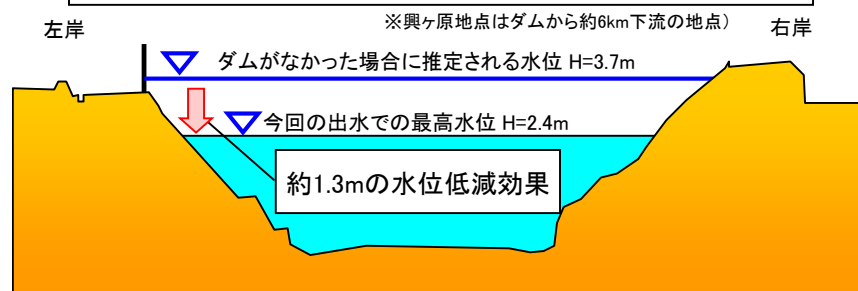 ※興ヶ原地点はダムから約6km下流の地点）
左岸
右岸
ダムがなかった場合に推定される水位 H=3.7m
今回の出水での最高水位 H=2.4m
約1.3mの水位低減効果